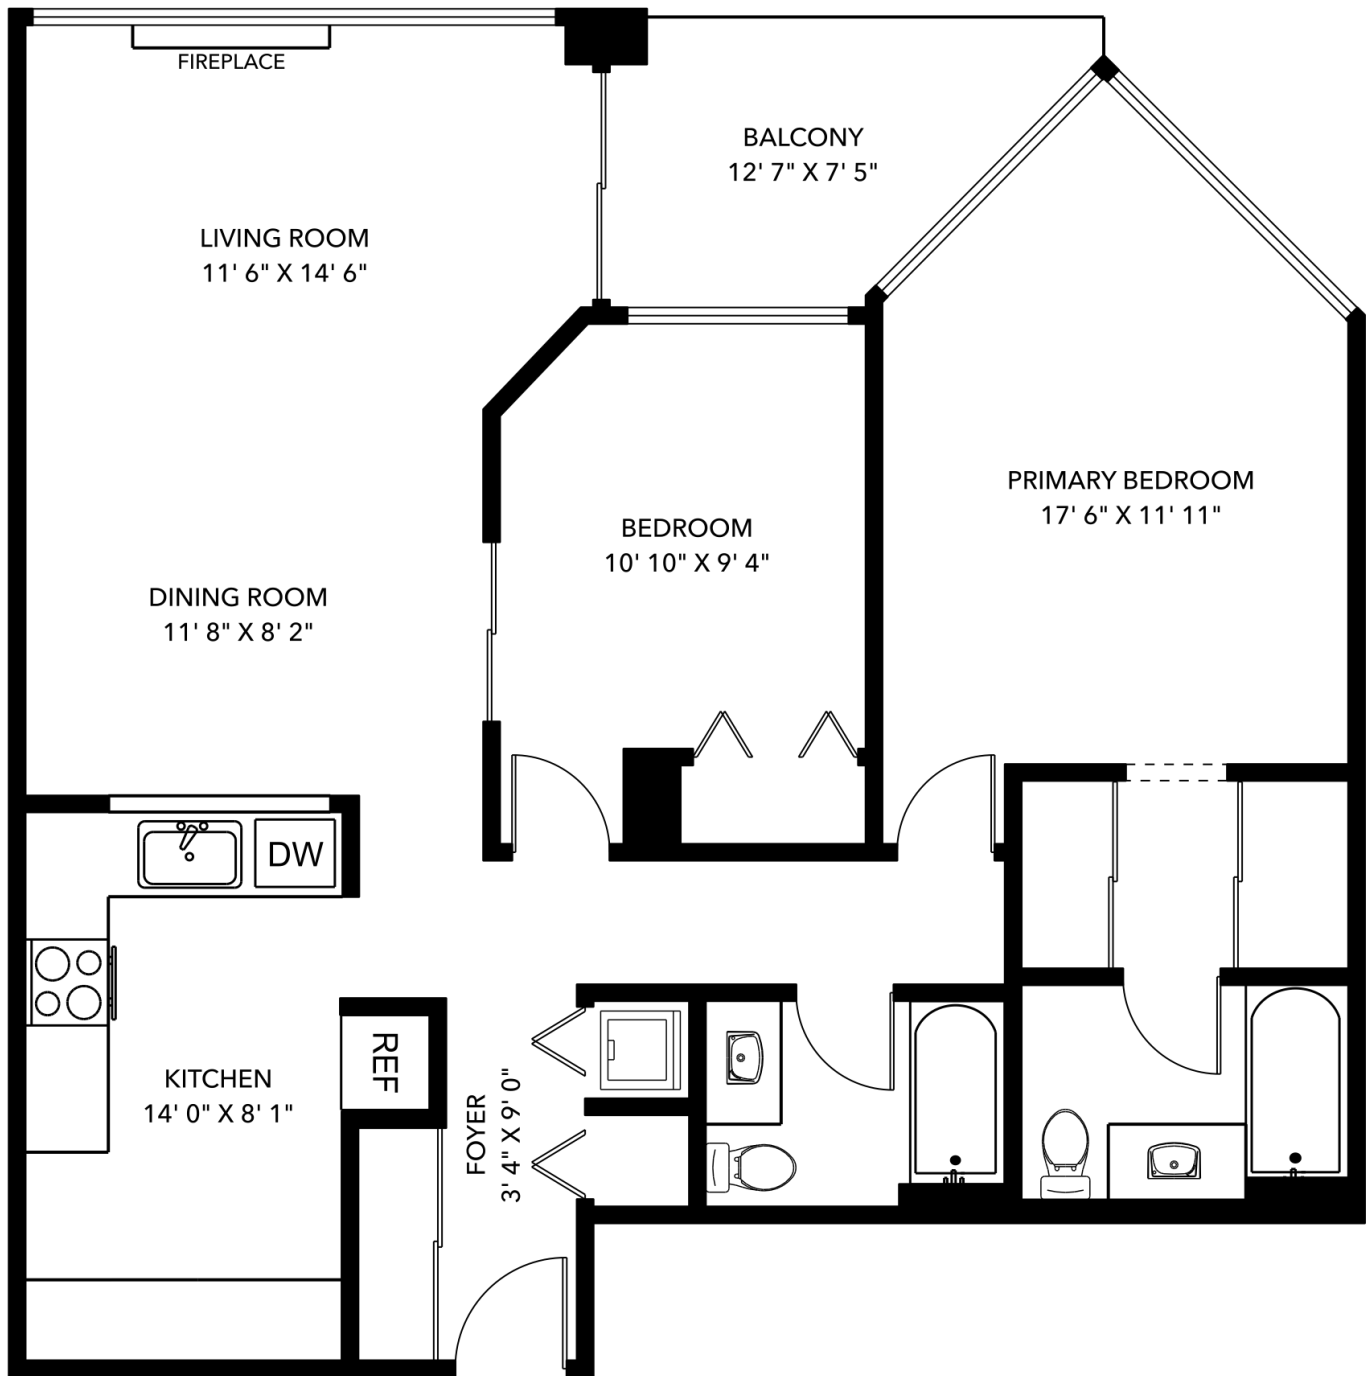 FIREPLACE
BALCONY
12' 7" X 7' 5"
LIVING ROOM
11' 6" X 14' 6"
PRIMARY BEDROOM
17' 6" X 11' 11"
BEDROOM
10' 10" X 9' 4"
DINING ROOM
11' 8" X 8' 2"
DW
REF
KITCHEN
14' 0" X 8' 1"
FOYER
3' 4" X 9' 0"